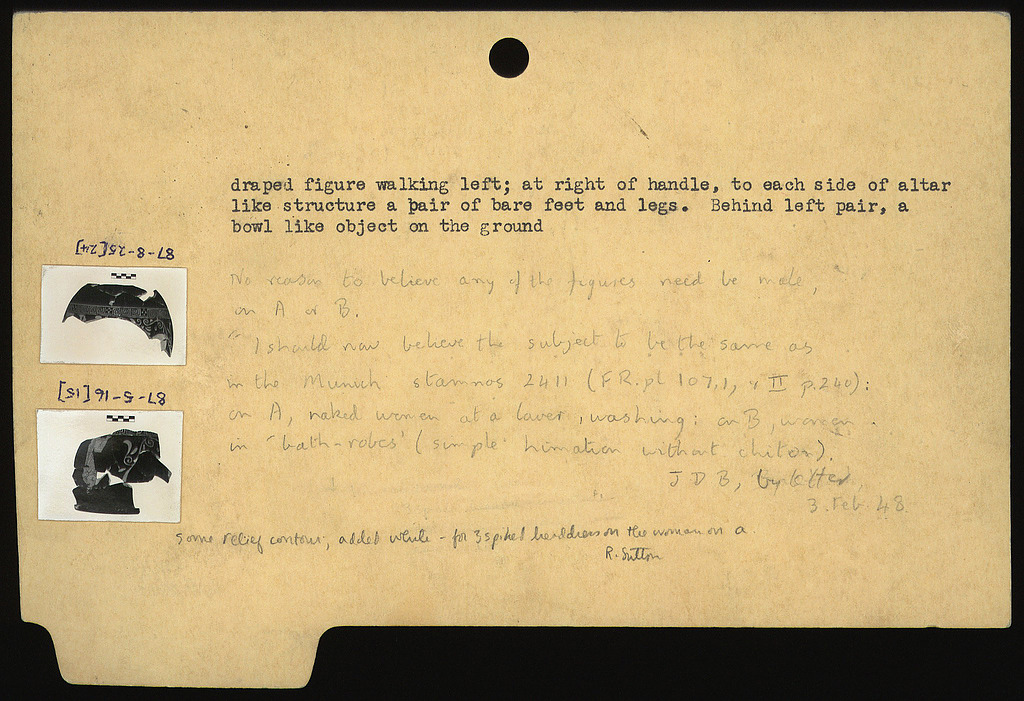 draped figure walking left; at right of handle, to each side of altar
like structure a pair of bare feet and legs.  Behind left pair, a
bowl like object on the ground
87-8-25[24]
No reason to believe any of the figures need be male,
on A or B.
"I should now believe the subject to be the same as
in the Munich stamnos 2411 (FR. pl 107,1, & II p.240):
on A, naked women at a laver, washing: on B, women
in 'bath-robes' (simple himation without chiton).
J D B, by letter,
3. Feb. 48.
87-5-16[15]
Some relief contour, added white - for 3 spiked headdress on the woman on a.
R. Sutton